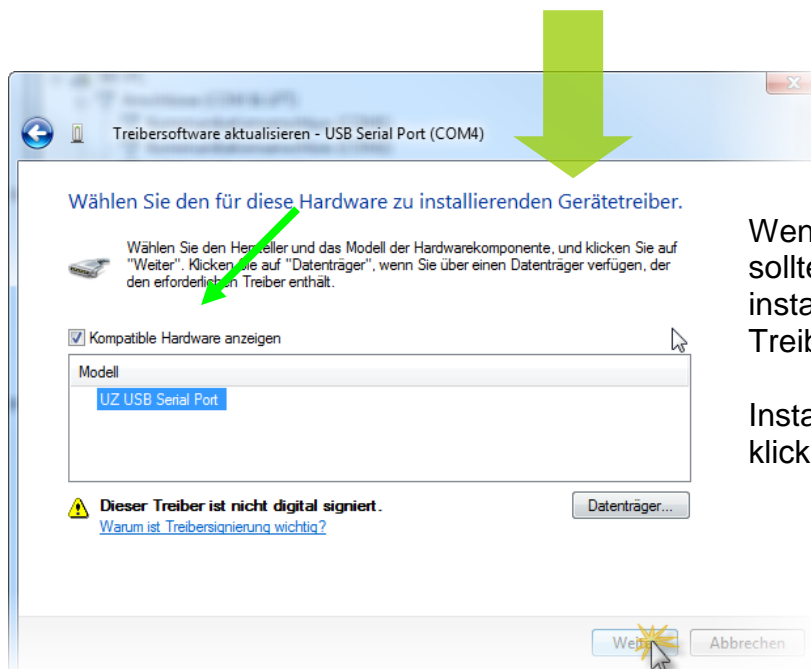 Treibersoftware aktualisieren - USB Serial Port (COM4)
Wählen Sie den für diese Hardware zu installierenden Gerätetreiber.
Wählen Sie den Hersteller und das Modell der Hardwarekomponente, und klicken Sie auf
"Weiter". Klicken Sie auf "Datenträger", wenn Sie über einen Datenträger verfügen, der
den erforderlichen Treiber enthält.
Kompatible Hardware anzeigen
Modell
UZ USB Serial Port
Dieser Treiber ist nicht digital signiert.
Warum ist Treibersignierung wichtig?
Datenträger...
Weiter
Abbrechen